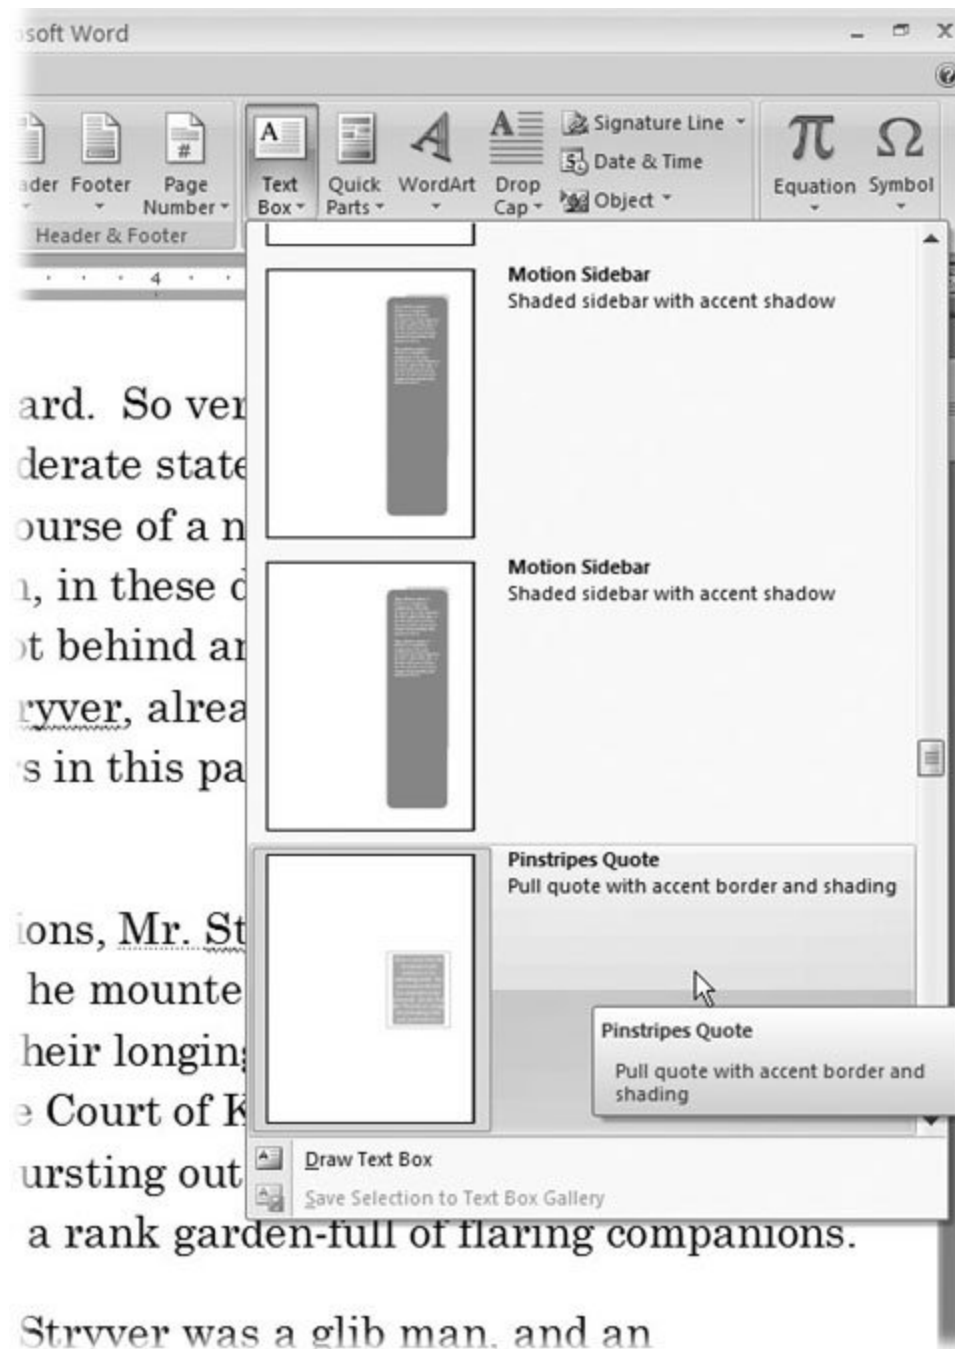 osoft Word
ader
Footer
Page
Number
Text
Box
Quick
Parts
WordArt
Drop
Cap
Signature Line
Date & Time
Object
Equation
Symbol
Header & Footer
4
Motion Sidebar
Shaded sidebar with accent shadow
ard. So ver
derate state
ourse of a n
n, in these d
ot behind an
ryver, alrea
rs in this pa
Motion Sidebar
Shaded sidebar with accent shadow
Pinstripes Quote
Pull quote with accent border and shading
ions, Mr. St
he mounte
heir longing
e Court of K
ursting out
a rank garden-full of flaring companions.
Stryver was a glib man, and an
Pinstripes Quote
Pull quote with accent border and
shading
Draw Text Box
Save Selection to Text Box Gallery